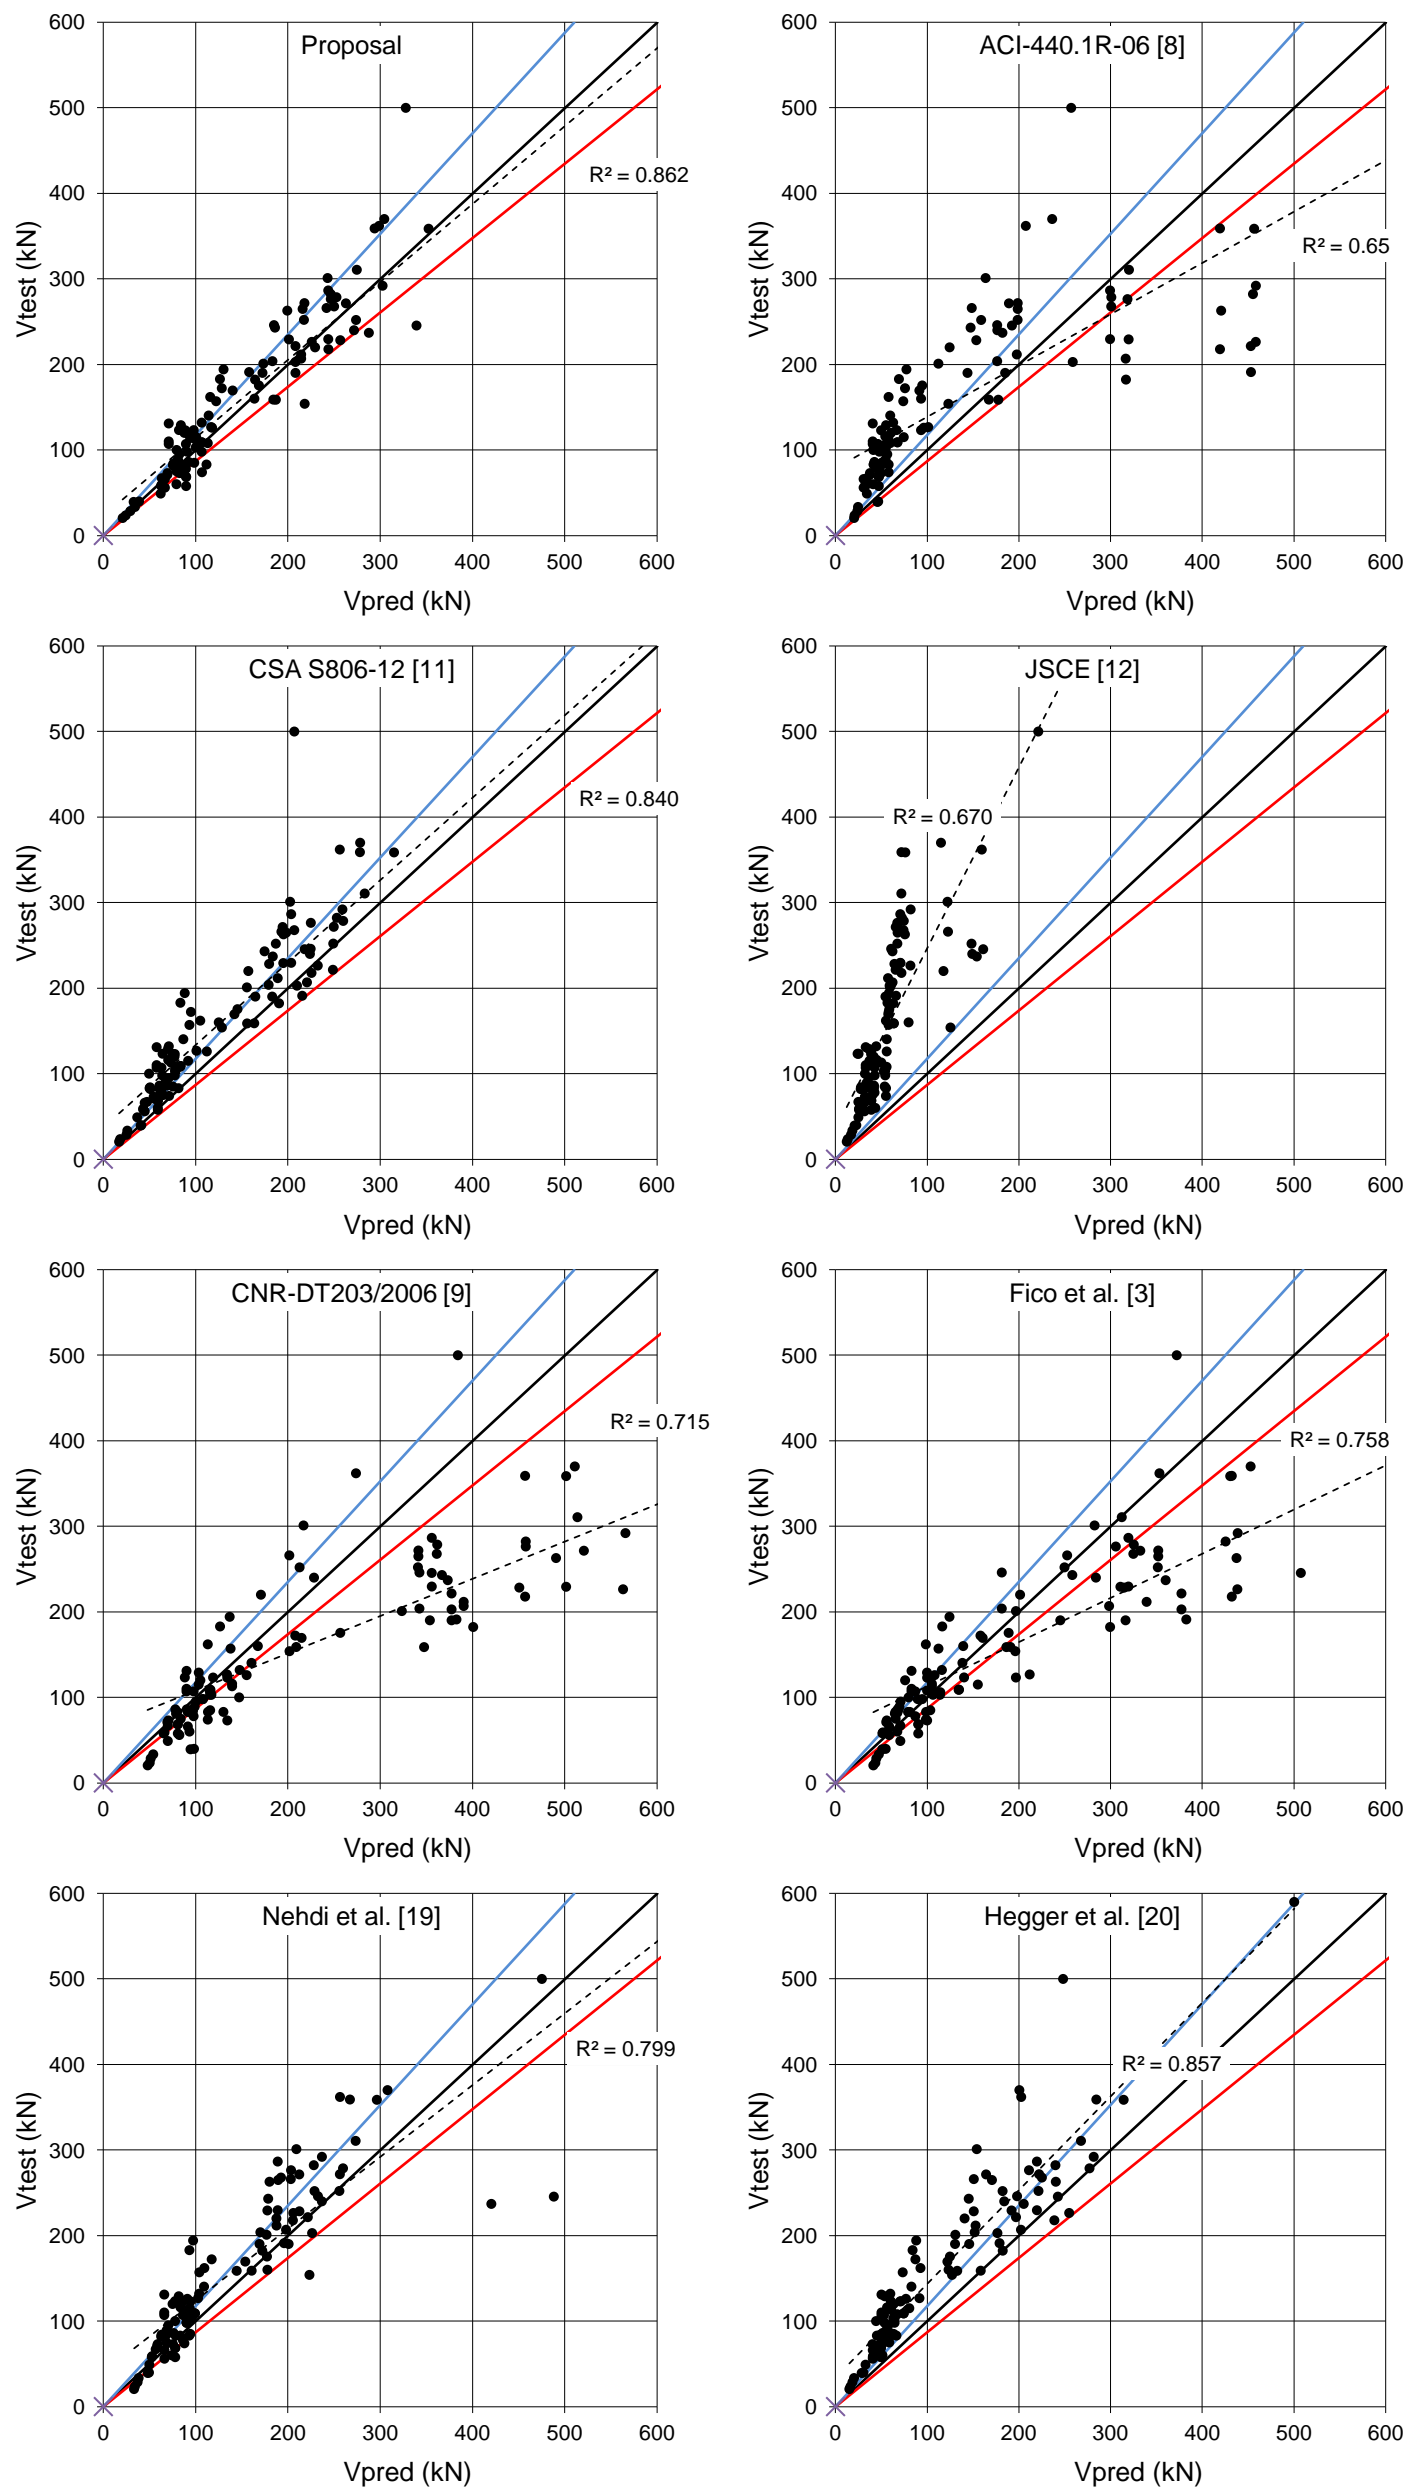 Proposal
600
500
400
300
200
100
0
Vtest (kN)
R² = 0.862
0 100 200 300 400 500 600
Vpred (kN)
ACI-440.1R-06 [8]
600
500
400
300
200
100
0
Vtest (kN)
R² = 0.65
0 100 200 300 400 500 600
Vpred (kN)
CSA S806-12 [11]
600
500
400
300
200
100
0
Vtest (kN)
R² = 0.840
0 100 200 300 400 500 600
Vpred (kN)
JSCE [12]
600
500
400
300
200
100
0
Vtest (kN)
R² = 0.670
0 100 200 300 400 500 600
Vpred (kN)
CNR-DT203/2006 [9]
600
500
400
300
200
100
0
Vtest (kN)
R² = 0.715
0 100 200 300 400 500 600
Vpred (kN)
Fico et al. [3]
600
500
400
300
200
100
0
Vtest (kN)
R² = 0.758
0 100 200 300 400 500 600
Vpred (kN)
Nehdi et al. [19]
600
500
400
300
200
100
0
Vtest (kN)
R² = 0.799
0 100 200 300 400 500 600
Vpred (kN)
Hegger et al. [20]
600
500
400
300
200
100
0
Vtest (kN)
R² = 0.857
0 100 200 300 400 500 600
Vpred (kN)